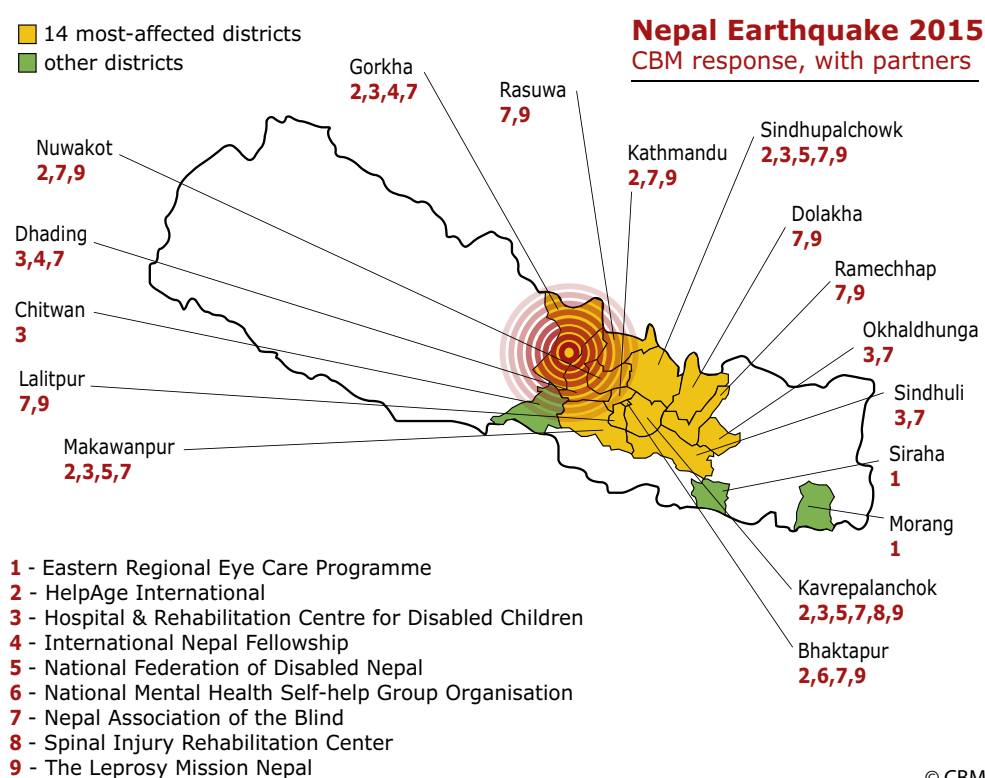 Nepal Earthquake 2015
CBM response, with partners
14 most-affected districts
other districts
Gorkha
2,3,4,7
Rasuwa
7,9
Nuwakot
2,7,9
Kathmandu
2,7,9
Sindhupalchowk
2,3,5,7,9
Dhading
3,4,7
Dolakha
7,9
Ramechhap
7,9
Chitwan
3
Okhaldhunga
3,7
Lalitpur
7,9
Sindhuli
3,7
Makawanpur
2,3,5,7
Siraha
1
Morang
1
Kavrepalanchok
2,3,5,7,8,9
Bhaktapur
2,6,7,9
1 - Eastern Regional Eye Care Programme
2 - HelpAge International
3 - Hospital & Rehabilitation Centre for Disabled Children
4 - International Nepal Fellowship
5 - National Federation of Disabled Nepal
6 - National Mental Health Self-help Group Organisation
7 - Nepal Association of the Blind
8 - Spinal Injury Rehabilitation Center
9 - The Leprosy Mission Nepal
© CBM